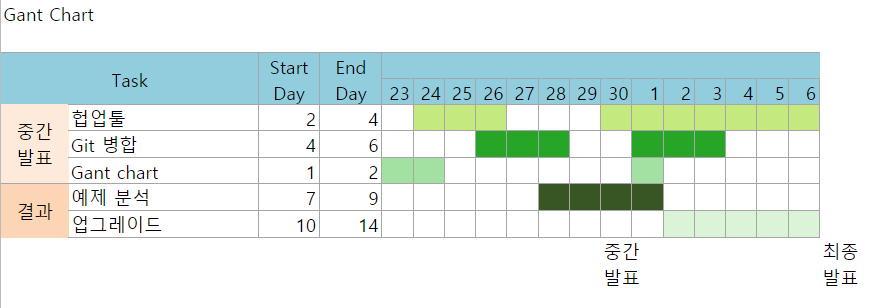 Gant Chart
Task Start Day End Day
23 24 25 26 27 28 29 30 1 2 3 4 5 6
중간 발표
헙업툴 2 4
Git 병합 4 6
Gant chart 1 2
결과
예제 분석 7 9
업그레이드 10 14
중간 최종
발표 발표